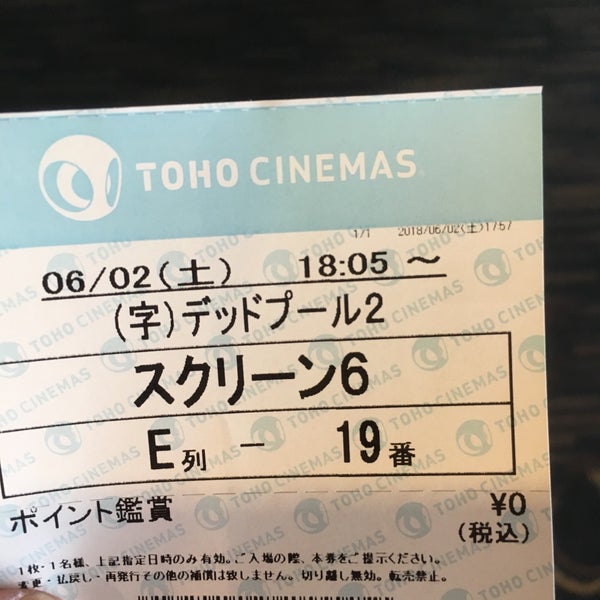 TOHO CINEMAS
1/1 2018/06/02(土)17:57
06/02(土) 18:05 ~
(字)デッドプール2
スクリーン6
E列 - 19番
ポイント鑑賞 ¥0
(税込)
1枚・1名様、上記指定日時のみ有効。ご入場の際、本券をご提示ください。
変更・払戻し・再発行その他の補償は致しません。切り離し無効。転売禁止。